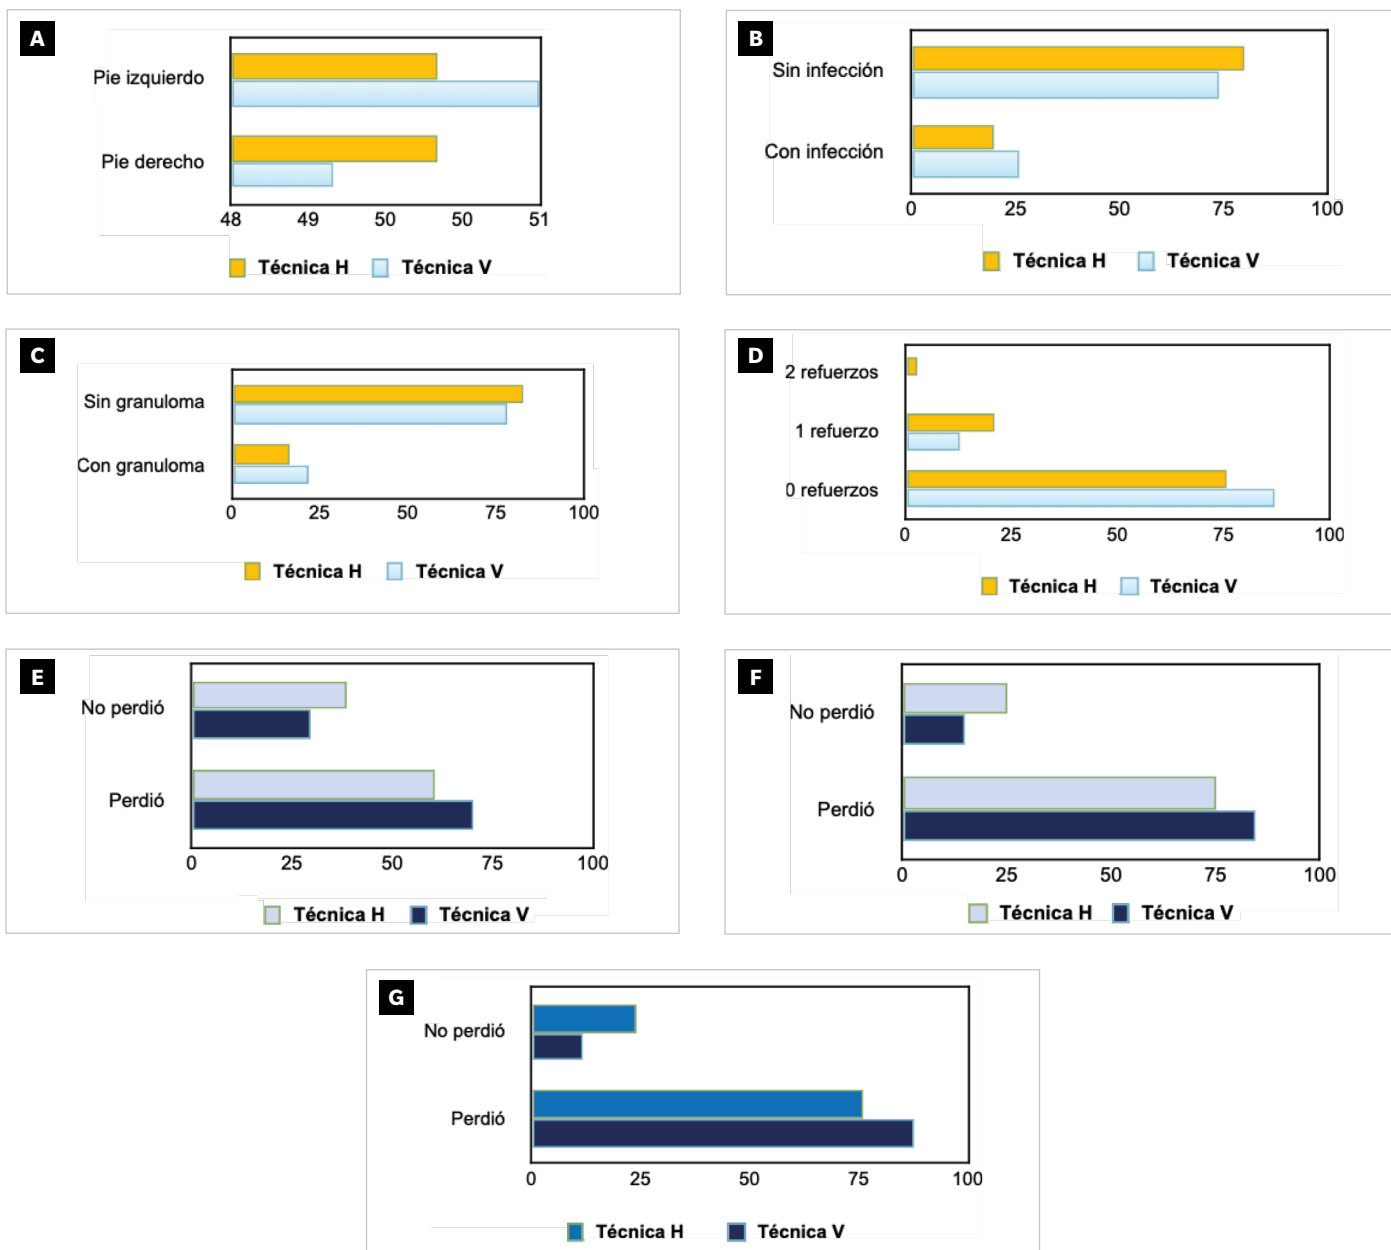 A
Pie izquierdo
Pie derecho
48 49 50 50 51
Técnica H Técnica V
B
Sin infección
Con infección
0 25 50 75 100
Técnica H Técnica V
C
Sin granuloma
Con granuloma
0 25 50 75 100
Técnica H Técnica V
D
2 refuerzos
1 refuerzo
0 refuerzos
0 25 50 75 100
Técnica H Técnica V
E
No perdió
Perdió
0 25 50 75 100
Técnica H Técnica V
F
No perdió
Perdió
0 25 50 75 100
Técnica H Técnica V
G
No perdió
Perdió
0 25 50 75 100
Técnica H Técnica V